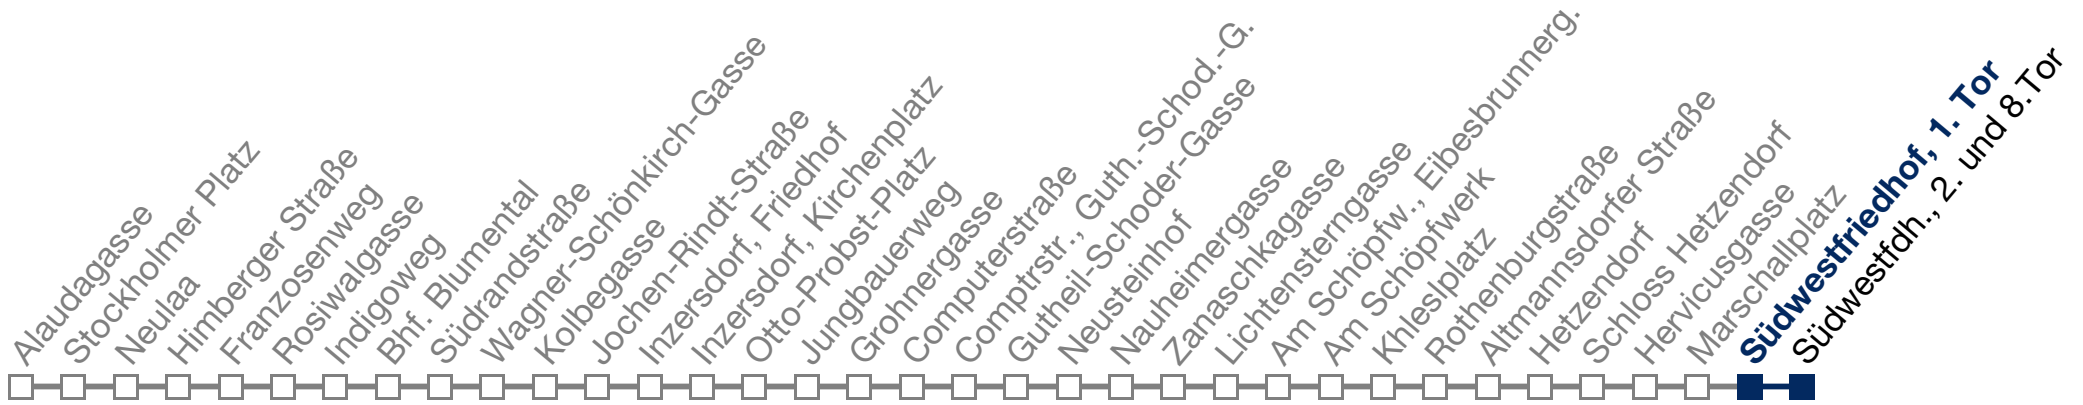 Alaudagasse
Stockholmer Platz
Neulaa
Himberger Straße
Franzosenweg
Rosiwalgasse
Indigoweg
Bhf. Blumental
Südrandstraße
Wagner-Schönkirch-Gasse
Kolbegasse
Jochen-Rindt-Straße
Inzersdorf, Friedhof
Inzersdorf, Kirchenplatz
Otto-Probst-Platz
Jungbauerweg
Grohnergasse
Computerstraße
Comptrstr., Guth.-Schod.-G.
Gutheil-Schoder-Gasse
Neusteinhof
Nauheimergasse
Zanaschkagasse
Lichtensterngasse
Am Schöpfw., Eibesbrunnerg.
Am Schöpfwerk
Khleslplatz
Rothenburgstraße
Altmannsdorfer Straße
Hetzendorf
Schloss Hetzendorf
Hervicusgasse
Marschallplatz
Südwestfriedhof, 1. Tor
Südwestfdh., 2. und 8.Tor